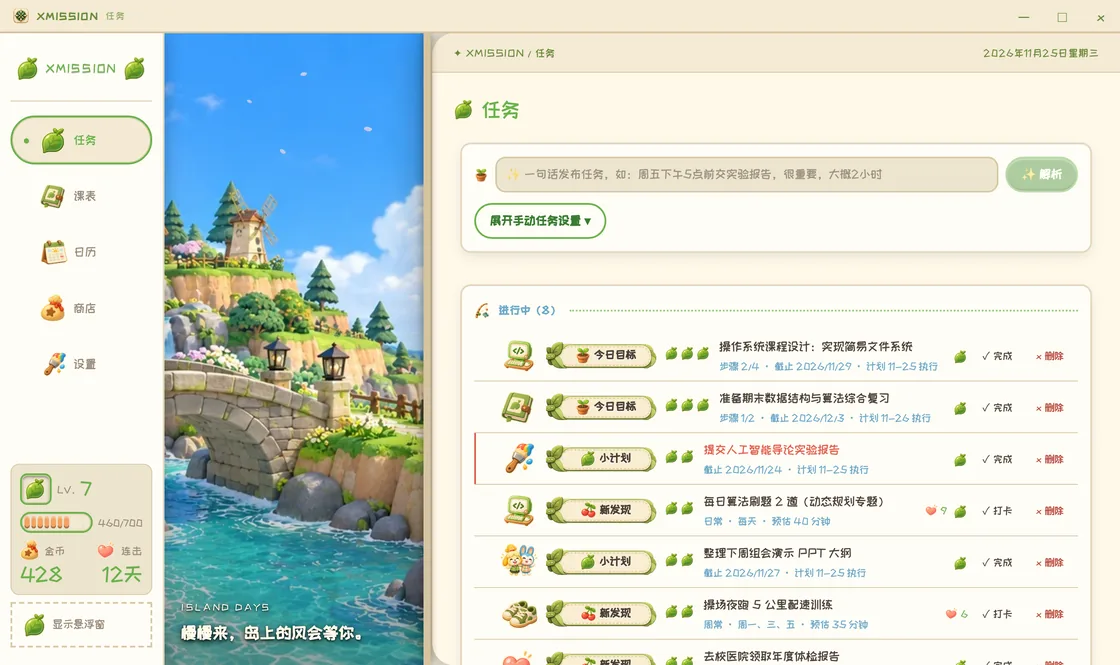 XMISSION 任务
XMISSION
任务
课表
日历
商店
设置
LV. 7
460/700
金币 连击
428 12天
显示悬浮窗
ISLAND DAYS
慢慢来，岛上的风会等你。
✦ XMISSION / 任务
2026年11月25日星期三
任务
✨ 一句话发布任务，如：周五下午5点前交实验报告，很重要，大概2小时
✨ 解析
展开手动任务设置 ▾
进行中（8）
今日目标
操作系统课程设计：实现简易文件系统
步骤 2/4 · 截止 2026/11/29 · 计划 11-25 执行
✓ 完成 × 删除
今日目标
准备期末数据结构与算法综合复习
步骤 1/2 · 截止 2026/12/3 · 计划 11-26 执行
✓ 完成 × 删除
小计划
提交人工智能导论实验报告
截止 2026/11/24 · 计划 11-25 执行
✓ 完成 × 删除
新发现
每日算法刷题 2 道（动态规划专题）
日常 · 每天 · 预估 40 分钟
9 ✓ 打卡 × 删除
小计划
整理下周组会演示 PPT 大纲
截止 2026/11/27 · 计划 11-25 执行
✓ 完成 × 删除
新发现
操场夜跑 5 公里配速训练
周常 · 周一、三、五 · 预估 35 分钟
6 ✓ 打卡 × 删除
新发现
去校医院领取年度体检报告
✓ 完成 × 删除